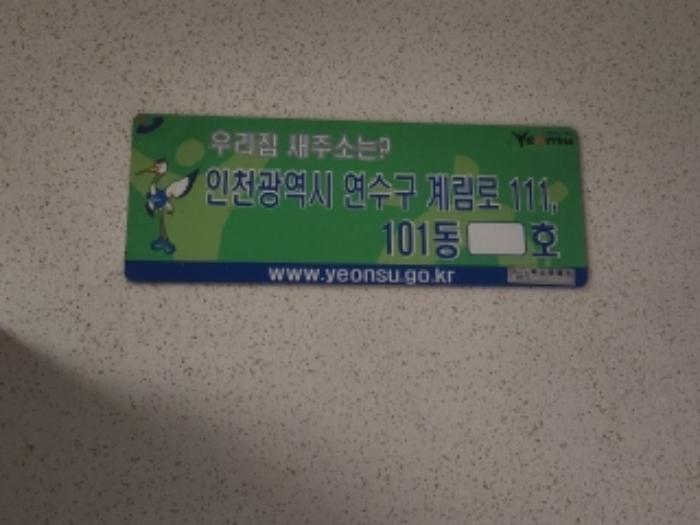 우리집 새주소는?
Yeonsu
인천광역시 연수구 계림로 111,
101동 호
www.yeonsu.go.kr